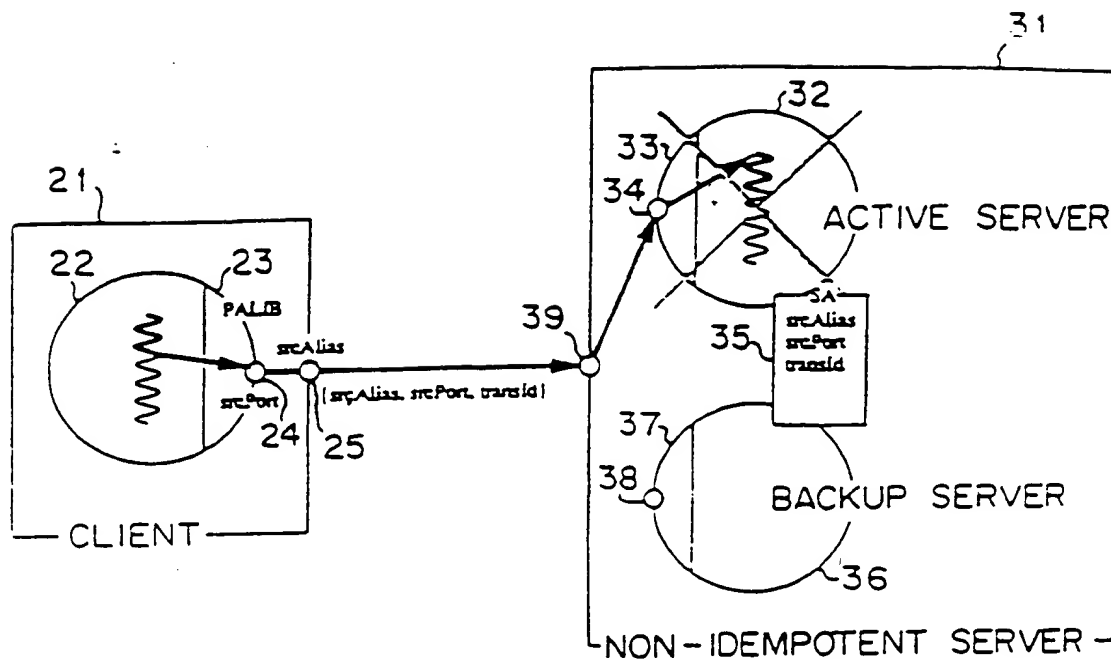 31
32
33
34
ACTIVE SERVER
21
22
23
PALIB
srcAlias
srcPort
24
25
(srcAlias, srcPort, transId)
39
SA
srcAlias
srcPort
transId
35
37
38
BACKUP SERVER
36
CLIENT
NON-IDEMPOTENT SERVER